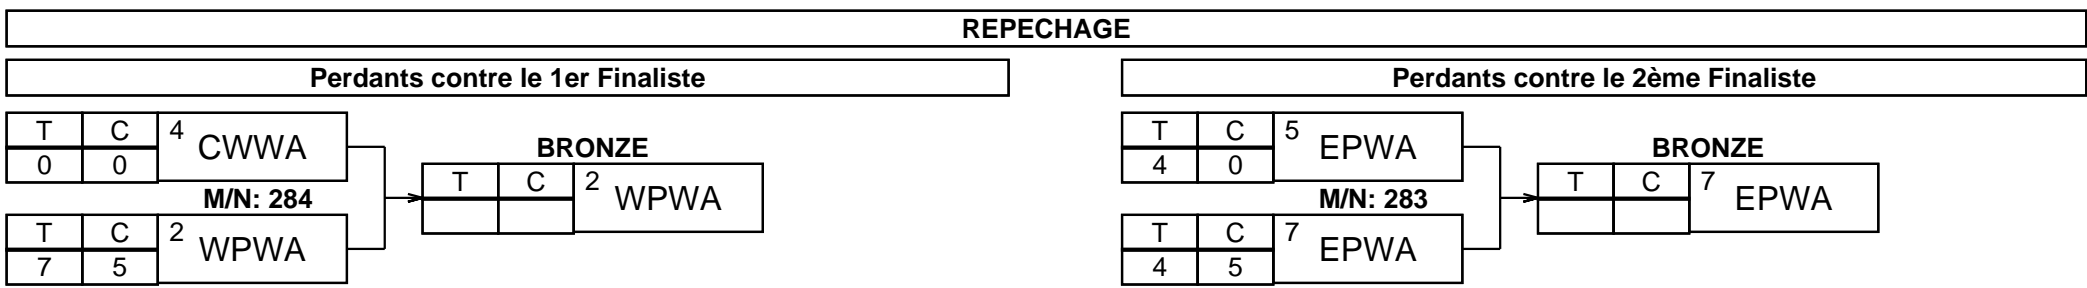 REPECHAGE
Perdants contre le 1er Finaliste
T C 4 CWWA
0 0
M/N: 284
T C 2 WPWA
7 5
BRONZE
T C 2 WPWA
Perdants contre le 2ème Finaliste
T C 5 EPWA
4 0
M/N: 283
T C 7 EPWA
4 5
BRONZE
T C 7 EPWA